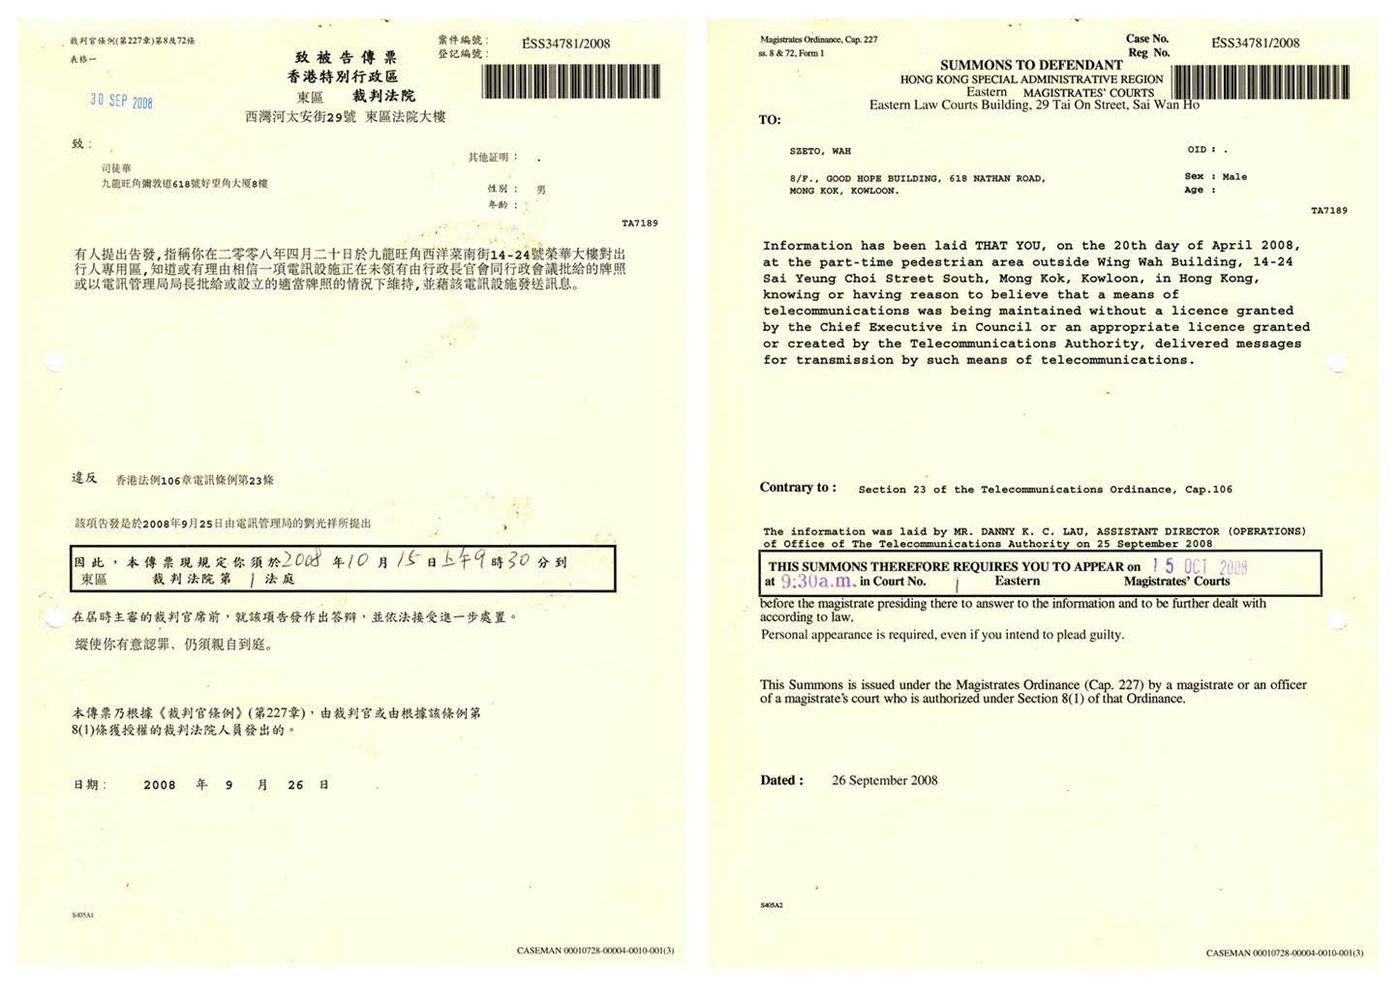 裁判官條例(第227章)第8及72條
表格一
案件編號：
ESS34781/2008
登記編號：
致被告傳票
香港特別行政區
東區 裁判法院
西灣河太安街29號 東區法院大樓
30 SEP 2008
致：
司徒華
九龍旺角彌敦道618號好望角大廈8樓
其他証明： .
性別： 男
年齡：
TA7189
有人提出告發,指稱你在二零零八年四月二十日於九龍旺角西洋菜南街14-24號榮華大樓對出
行人專用區,知道或有理由相信一項電訊設施正在未領有由行政長官會同行政會議批給的牌照
或以電訊管理局局長批給或設立的適當牌照的情況下維持,並藉該電訊設施發送訊息。
違反 香港法例106章電訊條例第23條
該項告發是於2008年9月25日由電訊管理局的劉光祥所提出
因此，本傳票現規定你須於2008年10月15日上午9時30分到
東區 裁判法院第 1 法庭
在屆時主審的裁判官席前，就該項告發作出答辯，並依法接受進一步處置。
縱使你有意認罪、仍須親自到庭。
本傳票乃根據《裁判官條例》(第227章)，由裁判官或由根據該條例第
8(1)條獲授權的裁判法院人員發出的。
日期： 2008 年 9 月 26 日
S405A1
CASEMAN 00010728-00004-0010-001(3)
Magistrates Ordinance, Cap. 227
ss. 8 & 72, Form 1
Case No.
ESS34781/2008
Reg No.
SUMMONS TO DEFENDANT
HONG KONG SPECIAL ADMINISTRATIVE REGION
Eastern MAGISTRATES' COURTS
Eastern Law Courts Building, 29 Tai On Street, Sai Wan Ho
TO:
SZETO, WAH
OID : .
8/F., GOOD HOPE BUILDING, 618 NATHAN ROAD,
MONG KOK, KOWLOON.
Sex : Male
Age :
TA7189
Information has been laid THAT YOU, on the 20th day of April 2008,
at the part-time pedestrian area outside Wing Wah Building, 14-24
Sai Yeung Choi Street South, Mong Kok, Kowloon, in Hong Kong,
knowing or having reason to believe that a means of
telecommunications was being maintained without a licence granted
by the Chief Executive in Council or an appropriate licence granted
or created by the Telecommunications Authority, delivered messages
for transmission by such means of telecommunications.
Contrary to : Section 23 of the Telecommunications Ordinance, Cap.106
The information was laid by MR. DANNY K. C. LAU, ASSISTANT DIRECTOR (OPERATIONS)
of Office of The Telecommunications Authority on 25 September 2008
THIS SUMMONS THEREFORE REQUIRES YOU TO APPEAR on 15 OCT 2008
at 9:30a.m. in Court No. 1 Eastern Magistrates' Courts
before the magistrate presiding there to answer to the information and to be further dealt with
according to law.
Personal appearance is required, even if you intend to plead guilty.
This Summons is issued under the Magistrates Ordinance (Cap. 227) by a magistrate or an officer
of a magistrate's court who is authorized under Section 8(1) of that Ordinance.
Dated : 26 September 2008
S405A2
CASEMAN 00010728-00004-0010-001(3)